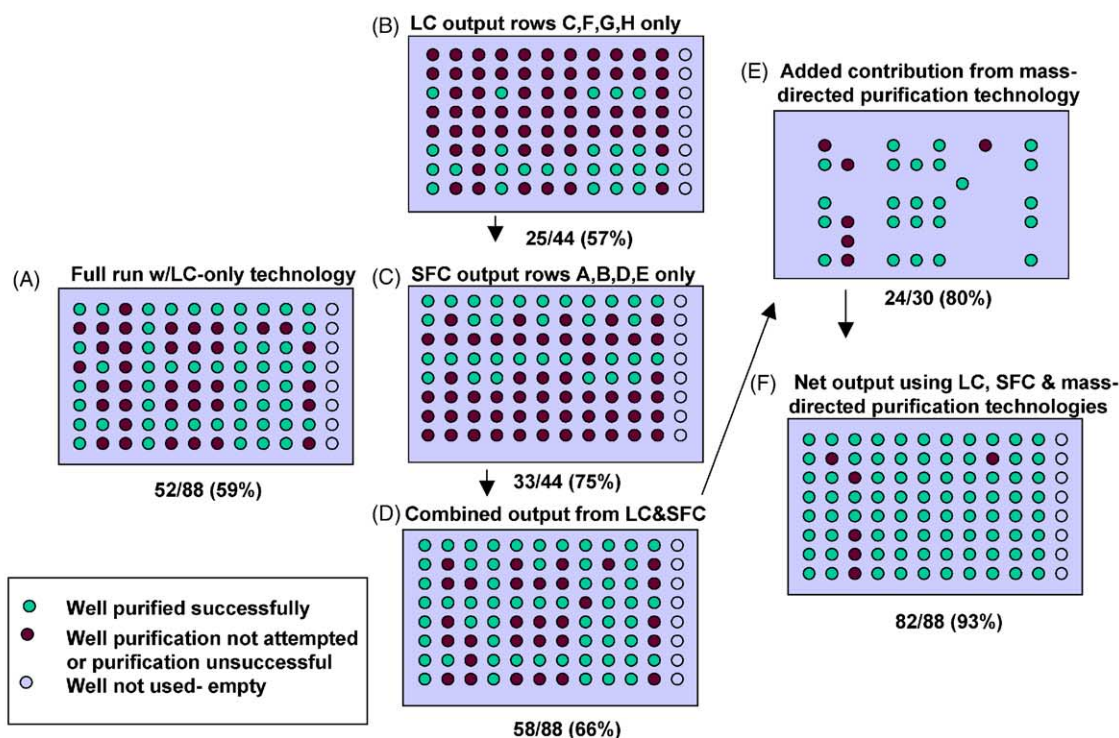 (B) LC output rows C,F,G,H only
25/44 (57%)
(A) Full run w/LC-only technology
52/88 (59%)
(C) SFC output rows A,B,D,E only
33/44 (75%)
(D) Combined output from LC&SFC
58/88 (66%)
(E) Added contribution from mass-
directed purification technology
24/30 (80%)
(F) Net output using LC, SFC & mass-
directed purification technologies
82/88 (93%)
Well purified successfully
Well purification not attempted
or purification unsuccessful
Well not used- empty